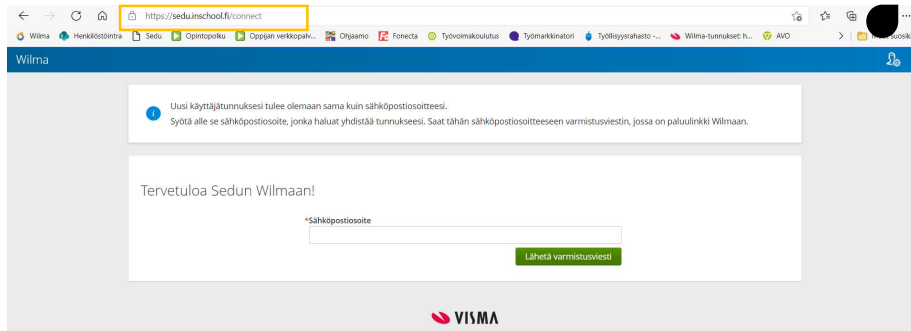 https://sedu.inschool.fi/connect
Wilma Henkilöstöintra Sedu Opintopolku Oppijan verkkopalv... Ohjaamo Fonecta Työvoimakoulutus Työmarkkinatori Työllisyysrahasto -... Wilma-tunnukset: h... AVO
Wilma
Uusi käyttäjätunnuksesi tulee olemaan sama kuin sähköpostiosoitteesi.
Syötä alle se sähköpostiosoite, jonka haluat yhdistää tunnukseesi. Saat tähän sähköpostiosoitteeseen varmistusviestin, jossa on paluulinkki Wilmaan.
Tervetuloa Sedun Wilmaan!
*Sähköpostiosoite
Lähetä varmistusviesti
VISMA